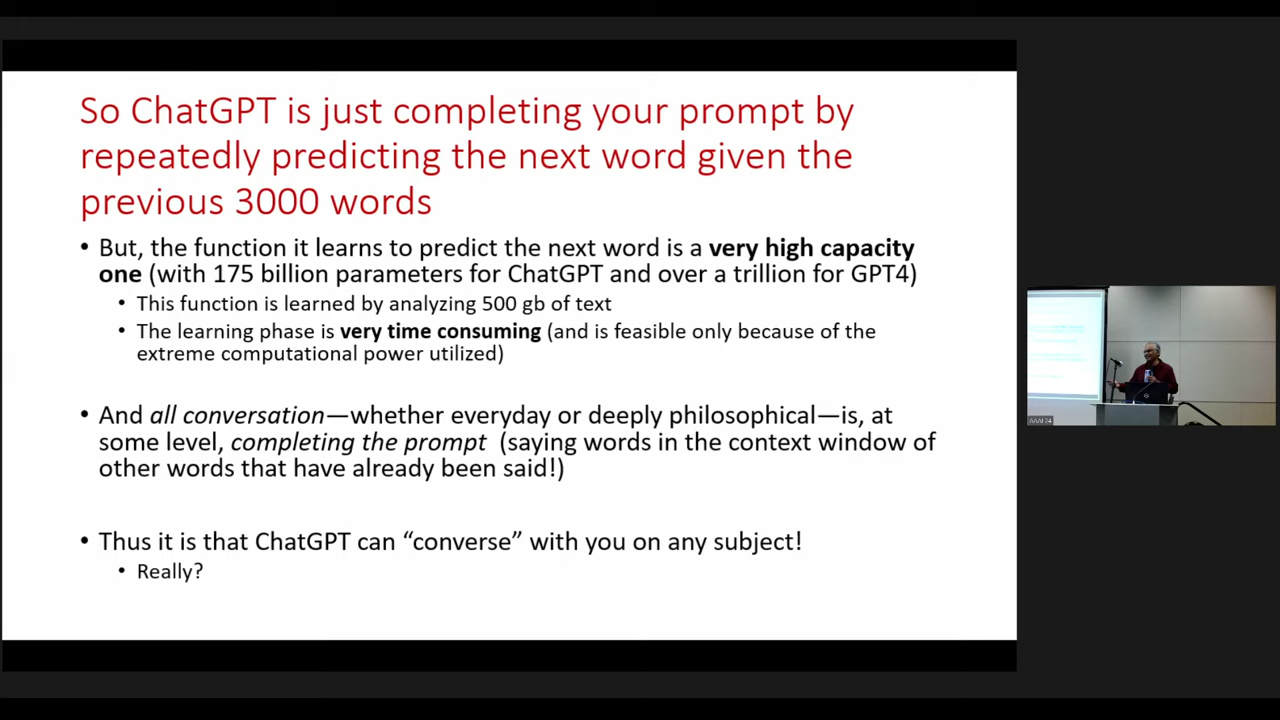 So ChatGPT is just completing your prompt by
repeatedly predicting the next word given the
previous 3000 words
• But, the function it learns to predict the next word is a very high capacity
one (with 175 billion parameters for ChatGPT and over a trillion for GPT4)
• This function is learned by analyzing 500 gb of text
• The learning phase is very time consuming (and is feasible only because of the
extreme computational power utilized)
• And all conversation—whether everyday or deeply philosophical—is, at
some level, completing the prompt (saying words in the context window of
other words that have already been said!)
• Thus it is that ChatGPT can “converse” with you on any subject!
• Really?
AAAI 24